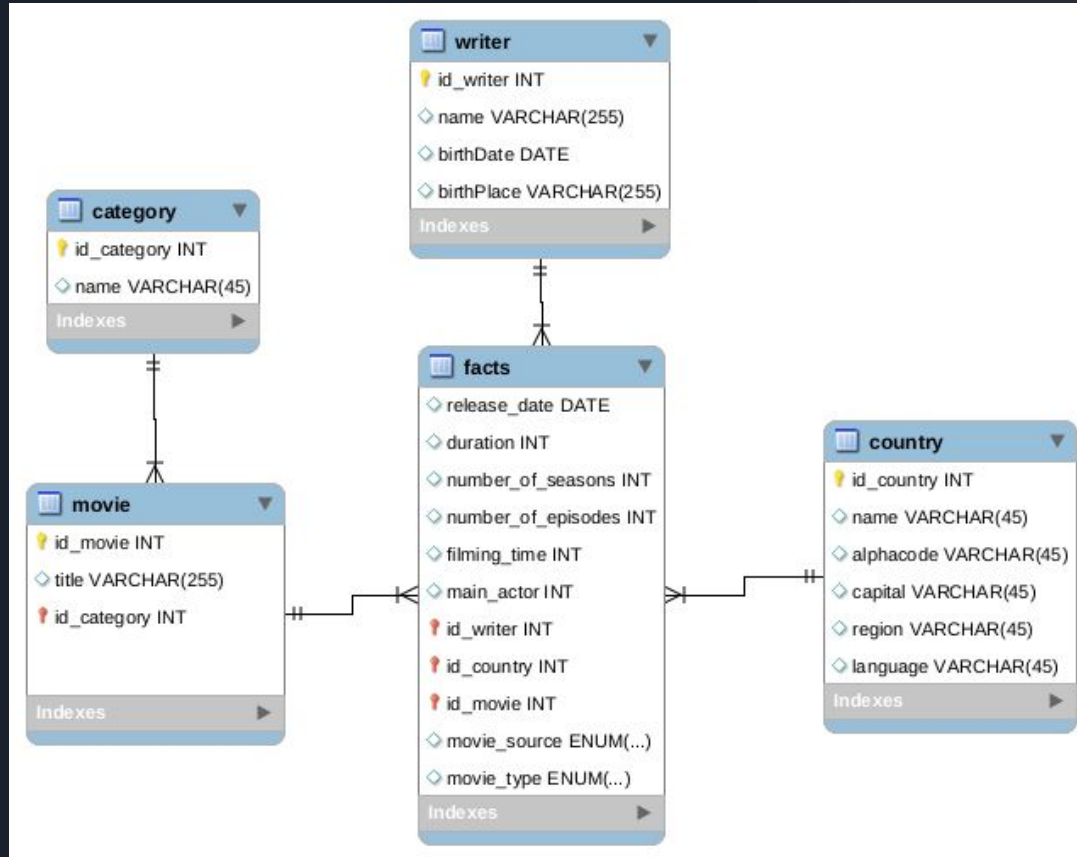 writer
id_writer INT
name VARCHAR(255)
birthDate DATE
birthPlace VARCHAR(255)
Indexes
category
id_category INT
name VARCHAR(45)
Indexes
movie
id_movie INT
title VARCHAR(255)
id_category INT
Indexes
facts
release_date DATE
duration INT
number_of_seasons INT
number_of_episodes INT
filming_time INT
main_actor INT
id_writer INT
id_country INT
id_movie INT
movie_source ENUM(...)
movie_type ENUM(...)
Indexes
country
id_country INT
name VARCHAR(45)
alphacode VARCHAR(45)
capital VARCHAR(45)
region VARCHAR(45)
language VARCHAR(45)
Indexes